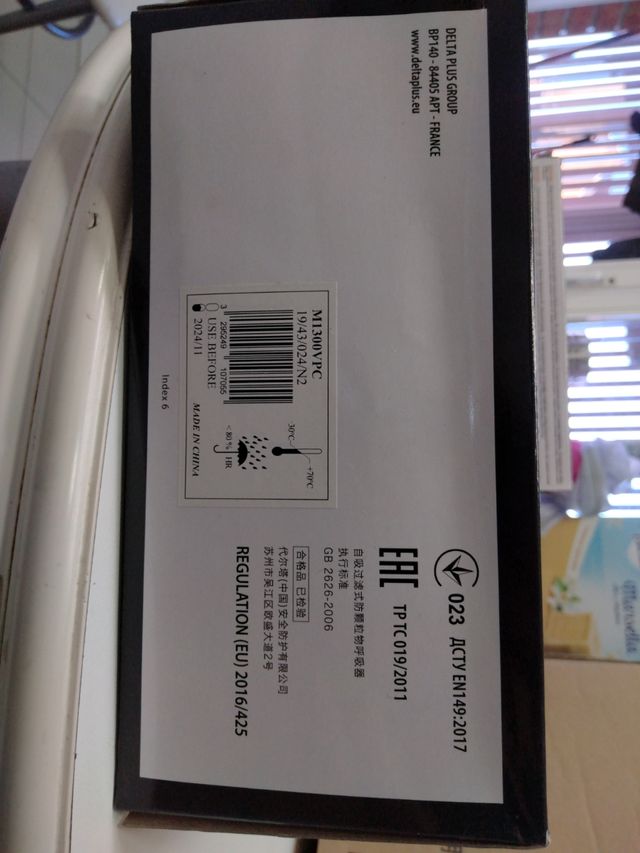 DELTA PLUS GROUP
BP140 - 84405 APT - FRANCE
www.deltaplus.eu
M1300VPC
19/43/024/N2
3 295249 107055
USE BEFORE
2024/11
30°C
+70°C
< 80 %
HR
MADE IN CHINA
Index 6
023 ДСТУ EN149:2017
EAC TP TC 019/2011
自吸过滤式防颗粒物呼吸器
执行标准
GB 2626-2006
合格品 已检验
代尔塔(中国)安全防护有限公司
苏州市吴江区欧盛大道2号
REGULATION (EU) 2016/425